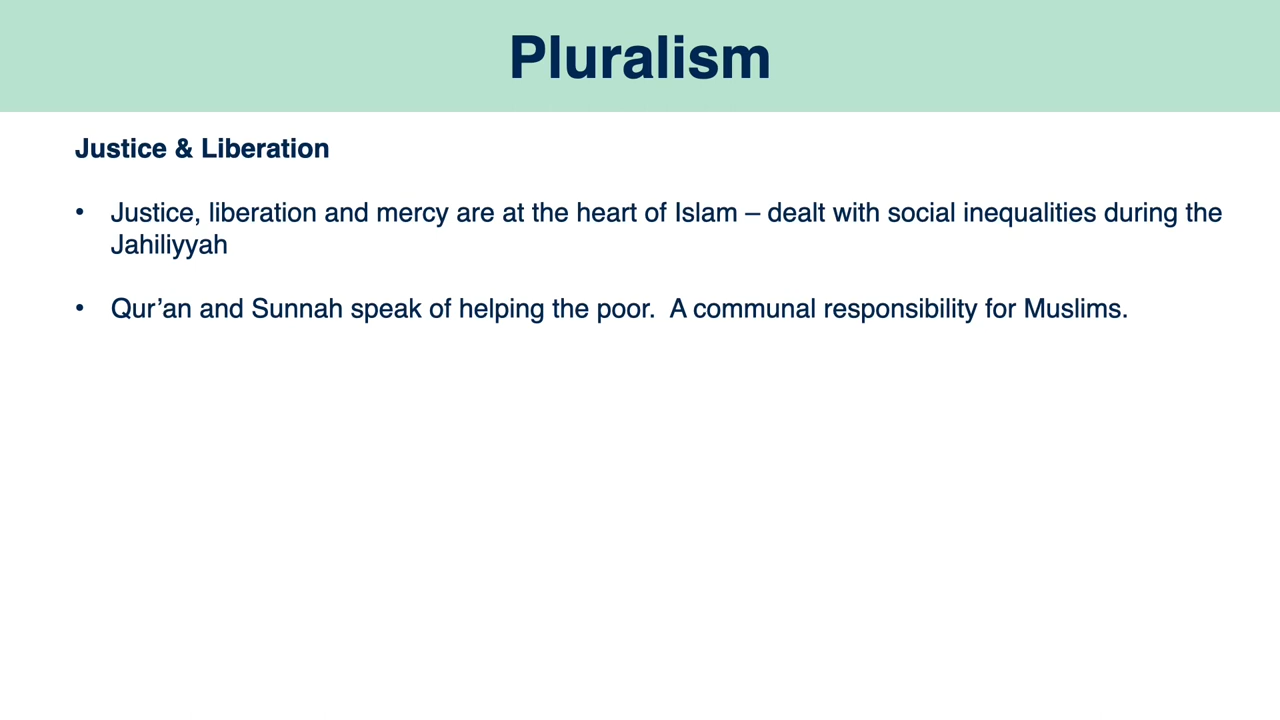 Pluralism
Justice & Liberation
• Justice, liberation and mercy are at the heart of Islam – dealt with social inequalities during the
Jahiliyyah
• Qur’an and Sunnah speak of helping the poor.  A communal responsibility for Muslims.